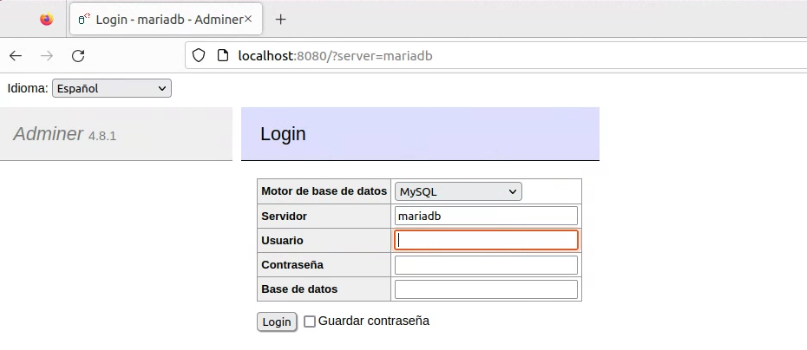 Login - mariadb - Adminer
localhost:8080/?server=mariadb
Idioma: Español
Adminer 4.8.1
Login
Motor de base de datos MySQL
Servidor mariadb
Usuario
Contraseña
Base de datos
Login Guardar contraseña